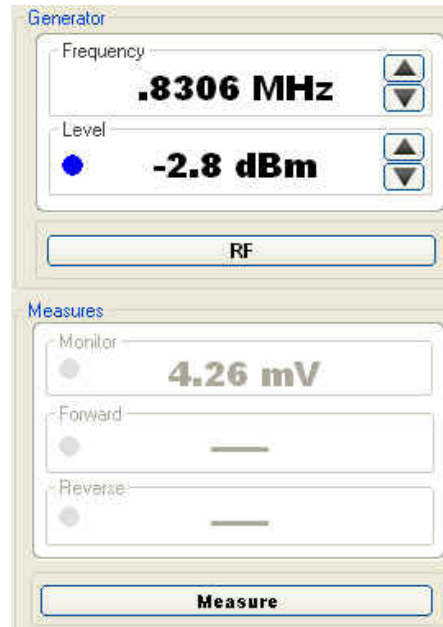 Generator
Frequency
.8306 MHz
Level
-2.8 dBm
RF
Measures
Monitor
4.26 mV
Forward
Reverse
Measure